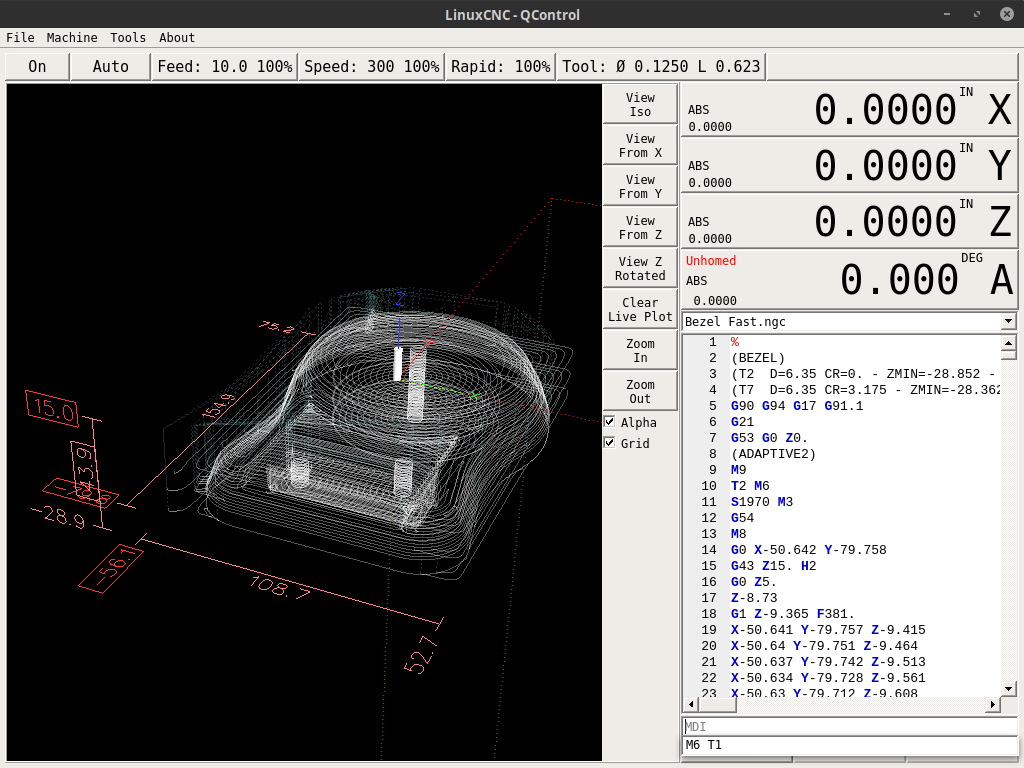 LinuxCNC - QControl
File Machine Tools About
On Auto Feed: 10.0 100% Speed: 300 100% Rapid: 100% Tool: Ø 0.1250 L 0.623
View Iso
View From X
View From Y
View From Z
View Z Rotated
Clear Live Plot
Zoom In
Zoom Out
Alpha
Grid
Z
75.2
54.9
15.0
43.9
-28.9
-56.1
108.7
52.7
ABS 0.0000 0.0000 IN X
ABS 0.0000 0.0000 IN Y
ABS 0.0000 0.0000 IN Z
Unhomed ABS 0.0000 0.000 DEG A
Bezel Fast.ngc
1 %
2 (BEZEL)
3 (T2 D=6.35 CR=0. - ZMIN=-28.852 -
4 (T7 D=6.35 CR=3.175 - ZMIN=-28.362
5 G90 G94 G17 G91.1
6 G21
7 G53 G0 Z0.
8 (ADAPTIVE2)
9 M9
10 T2 M6
11 S1970 M3
12 G54
13 M8
14 G0 X-50.642 Y-79.758
15 G43 Z15. H2
16 G0 Z5.
17 Z-8.73
18 G1 Z-9.365 F381.
19 X-50.641 Y-79.757 Z-9.415
20 X-50.64 Y-79.751 Z-9.464
21 X-50.637 Y-79.742 Z-9.513
22 X-50.634 Y-79.728 Z-9.561
23 X-50.63 Y-79.712 Z-9.608
MDI
M6 T1